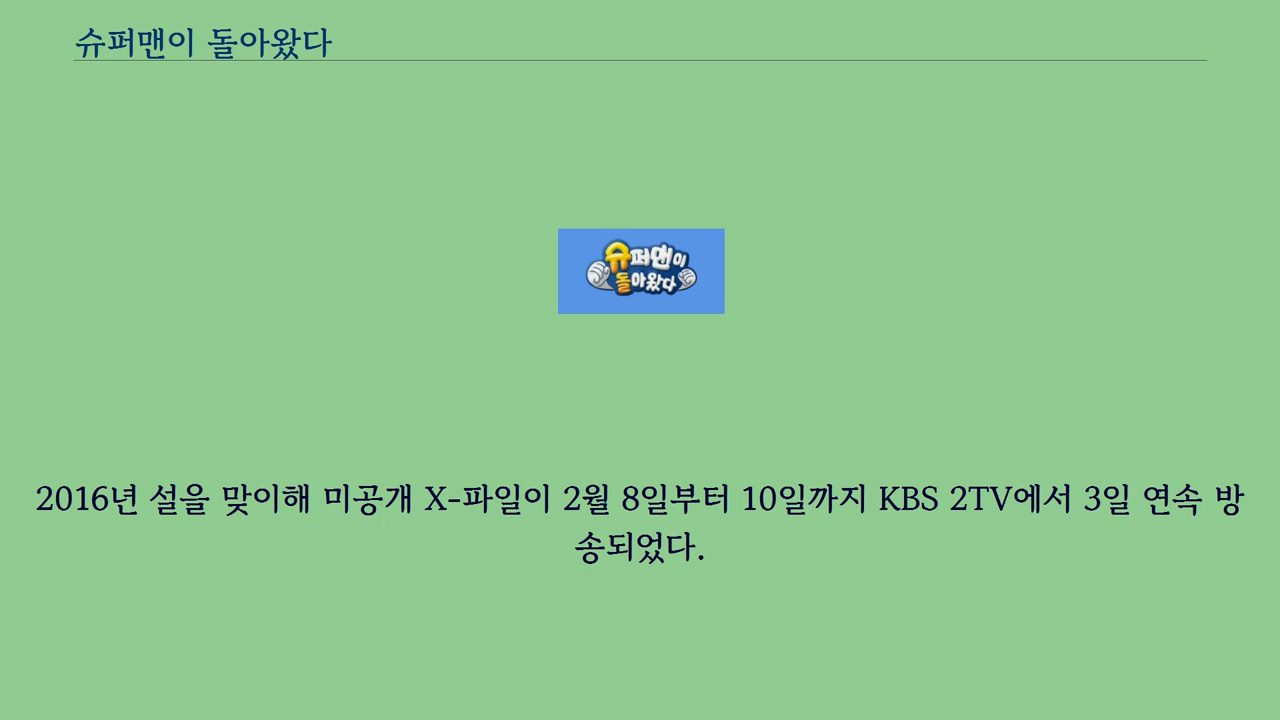 슈퍼맨이 돌아왔다
슈퍼맨이
돌아왔다
2016년 설을 맞이해 미공개 X-파일이 2월 8일부터 10일까지 KBS 2TV에서 3일 연속 방
송되었다.